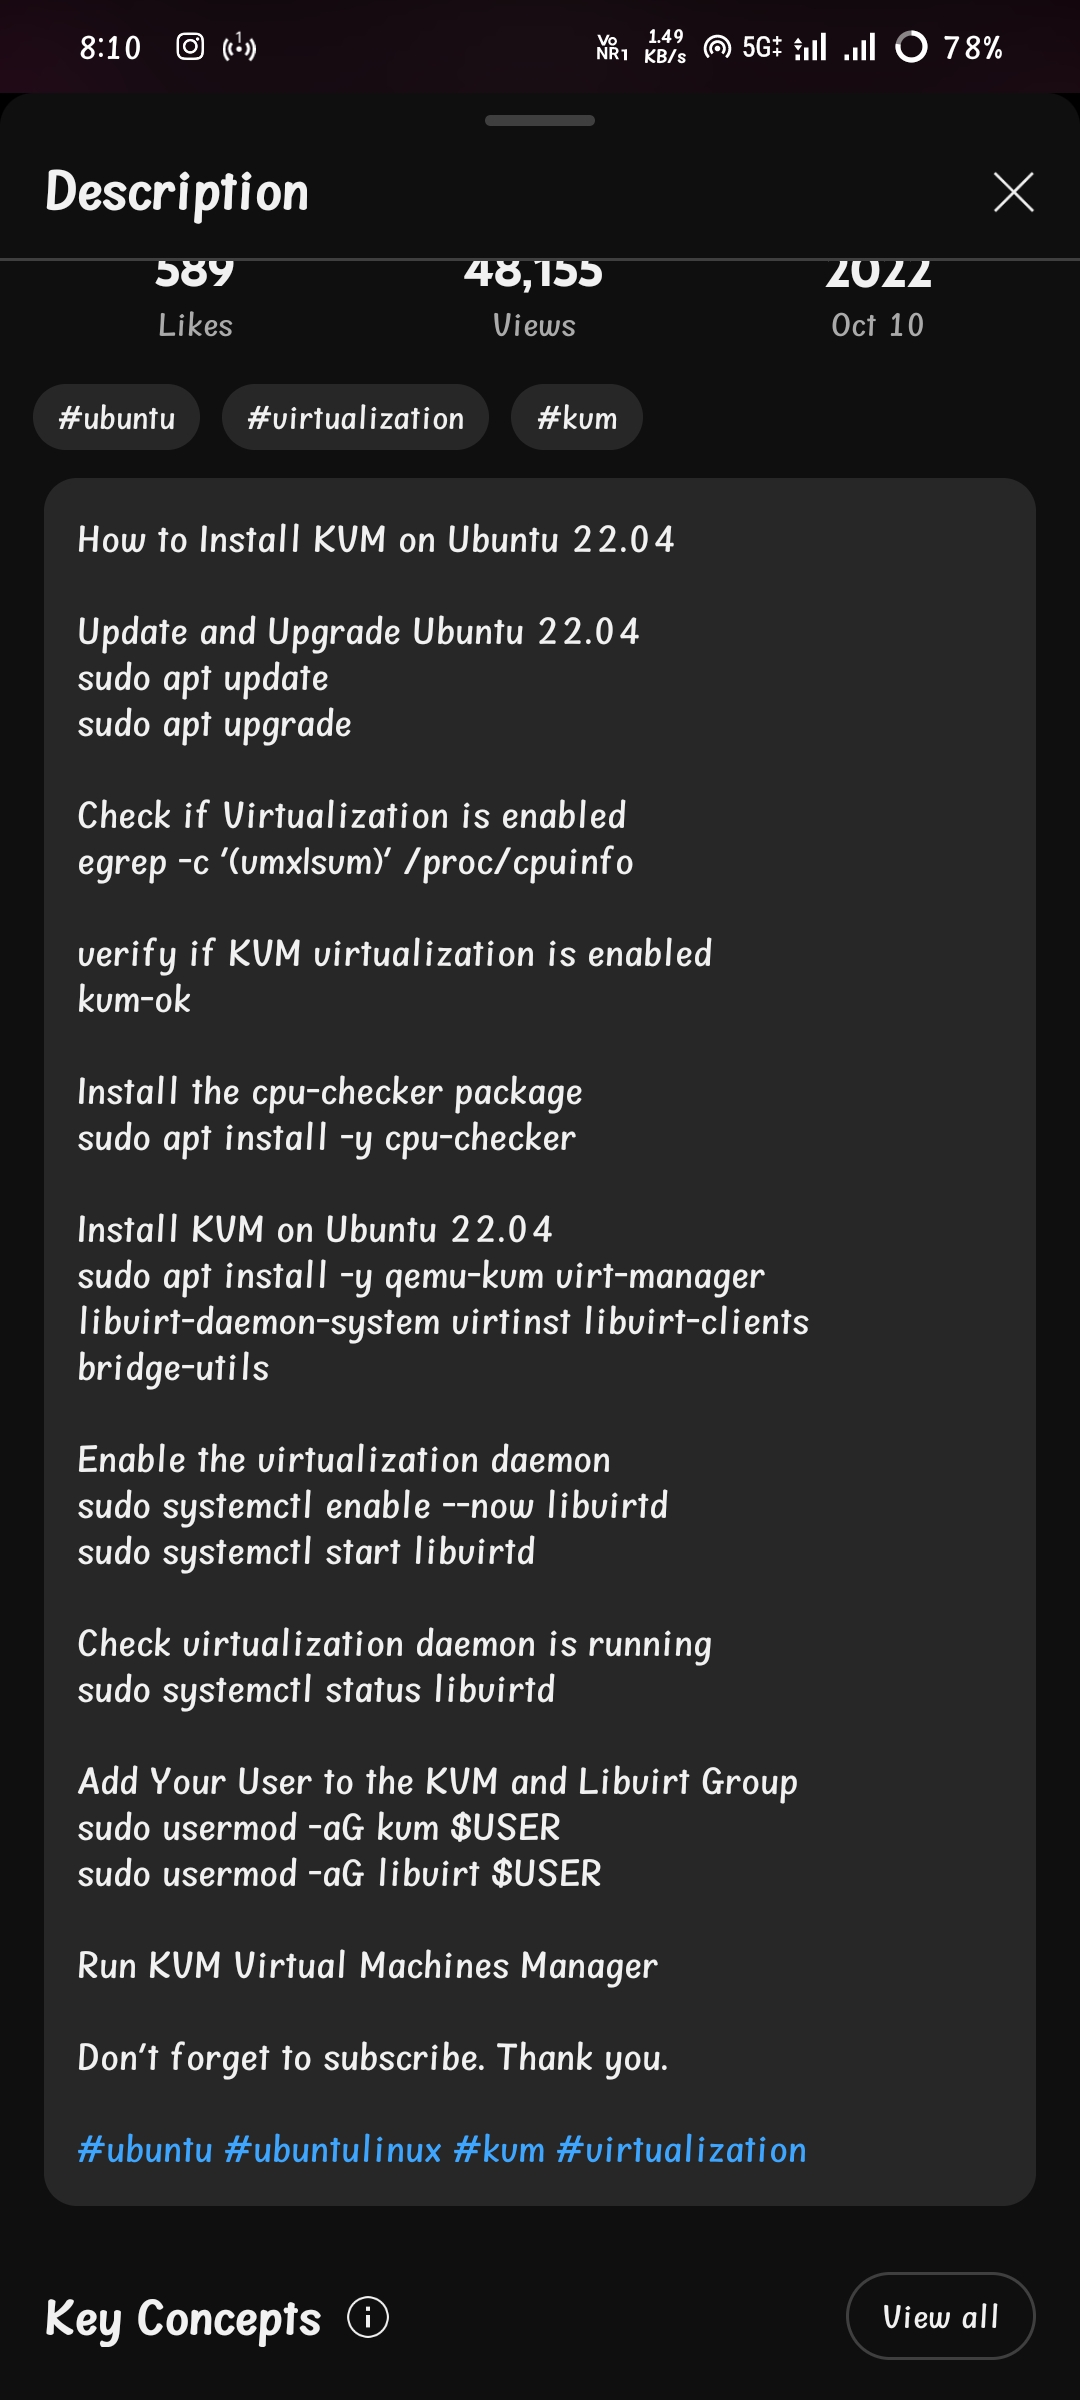 8:10
1
Vo NR1
1.49 KB/s
5G
78%
Description
589
48,155
2022
Likes
Views
Oct 10
#ubuntu
#virtualization
#kvm
How to Install KVM on Ubuntu 22.04
Update and Upgrade Ubuntu 22.04
sudo apt update
sudo apt upgrade
Check if Virtualization is enabled
egrep -c '(vmx|svm)' /proc/cpuinfo
verify if KVM virtualization is enabled
kvm-ok
Install the cpu-checker package
sudo apt install -y cpu-checker
Install KVM on Ubuntu 22.04
sudo apt install -y qemu-kvm virt-manager
libvirt-daemon-system virtinst libvirt-clients
bridge-utils
Enable the virtualization daemon
sudo systemctl enable --now libvirtd
sudo systemctl start libvirtd
Check virtualization daemon is running
sudo systemctl status libvirtd
Add Your User to the KVM and Libvirt Group
sudo usermod -aG kvm $USER
sudo usermod -aG libvirt $USER
Run KVM Virtual Machines Manager
Don't forget to subscribe. Thank you.
#ubuntu #ubuntulinux #kvm #virtualization
Key Concepts
View all